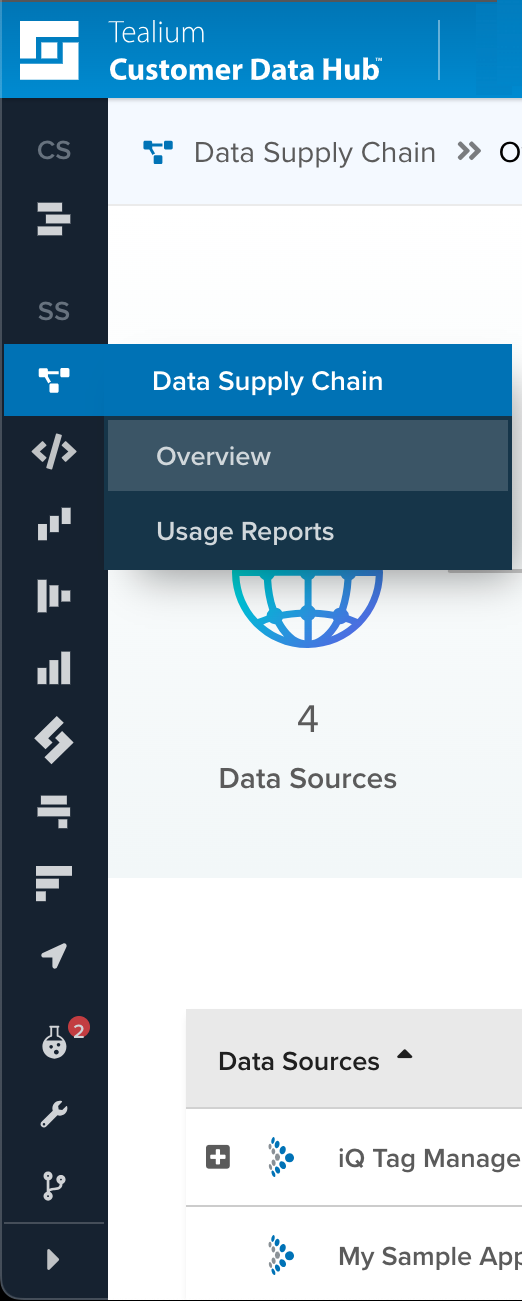 Tealium
Customer Data Hub™
CS
Data Supply Chain » O
SS
Data Supply Chain
Overview
Usage Reports
4
Data Sources
2
Data Sources
iQ Tag Manage
My Sample App